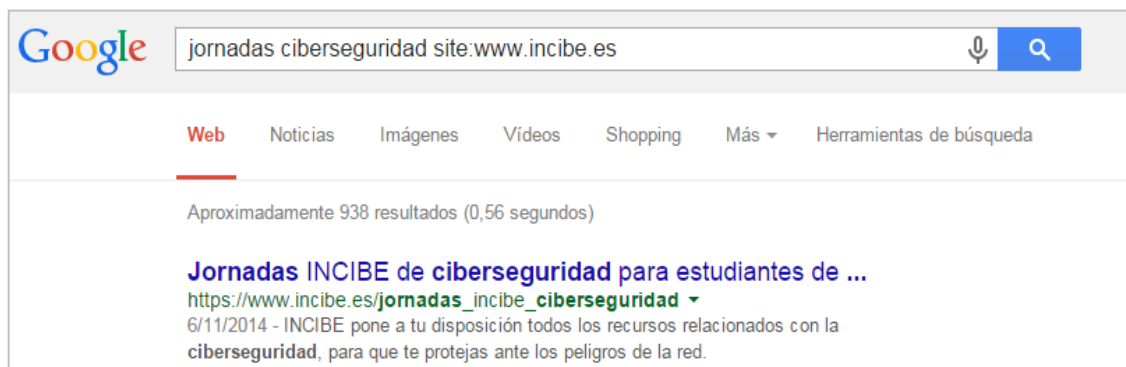 Google jornadas ciberseguridad site:www.incibe.es
Web Noticias Imágenes Vídeos Shopping Más Herramientas de búsqueda
Aproximadamente 938 resultados (0,56 segundos)
Jornadas INCIBE de ciberseguridad para estudiantes de ...
https://www.incibe.es/jornadas_incibe_ciberseguridad
6/11/2014 - INCIBE pone a tu disposición todos los recursos relacionados con la
ciberseguridad, para que te protejas ante los peligros de la red.